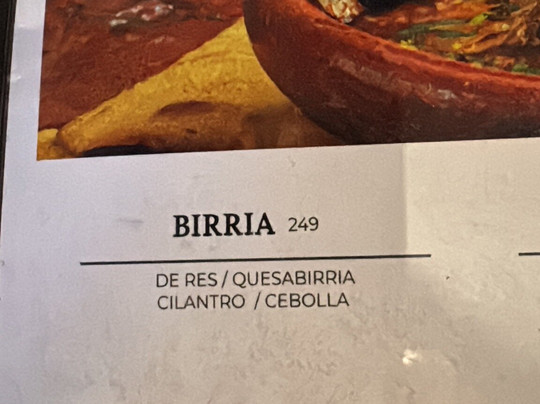 BIRRIA 249
DE RES / QUESABIRRIA
CILANTRO / CEBOLLA